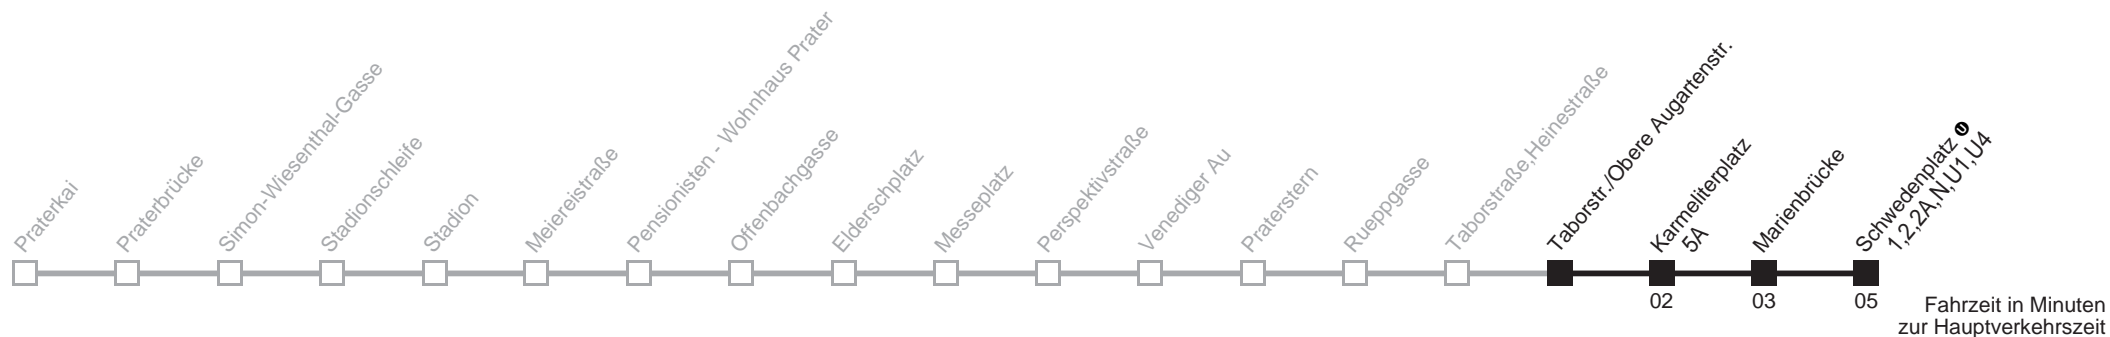 Praterkai
Praterbrücke
Simon-Wiesenthal-Gasse
Stadionschleife
Stadion
Meiereistraße
Pensionisten - Wohnhaus Prater
Offenbachgasse
Elderschplatz
Messeplatz
Perspektivstraße
Venediger Au
Praterstern
Rueppgasse
Taborstraße,Heinestraße
Taborstr./Obere Augartenstr.
Karmeliterplatz
5A
02
Marienbrücke
03
Schwedenplatz U
1,2,2A,N,U1,U4
05
Fahrzeit in Minuten
zur Hauptverkehrszeit